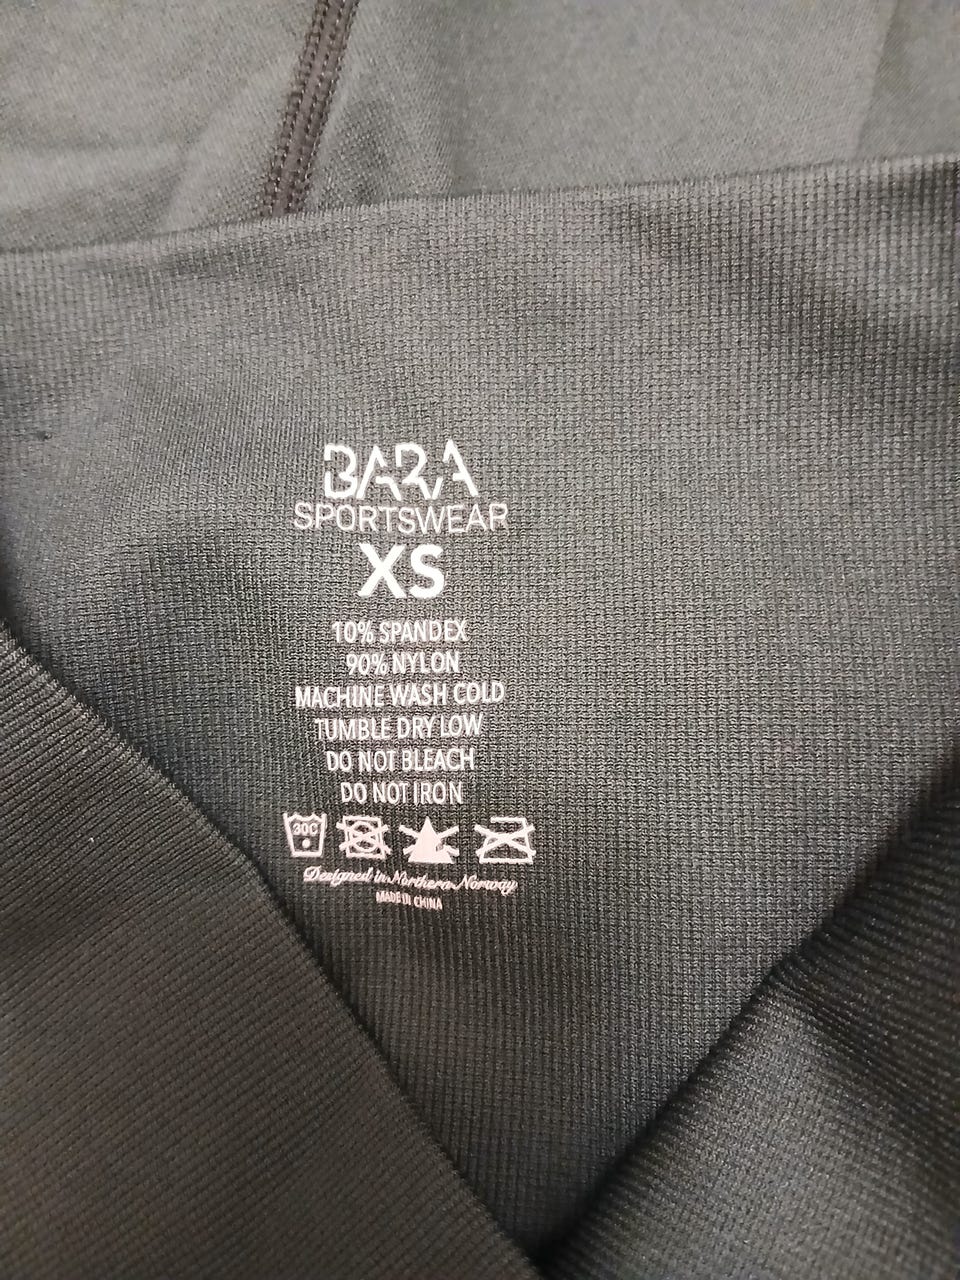 BARA
SPORTSWEAR
XS
10% SPANDEX
90% NYLON
MACHINE WASH COLD
TUMBLE DRY LOW
DO NOT BLEACH
DO NOT IRON
30C
Designed in Northern Norway
MADE IN CHINA